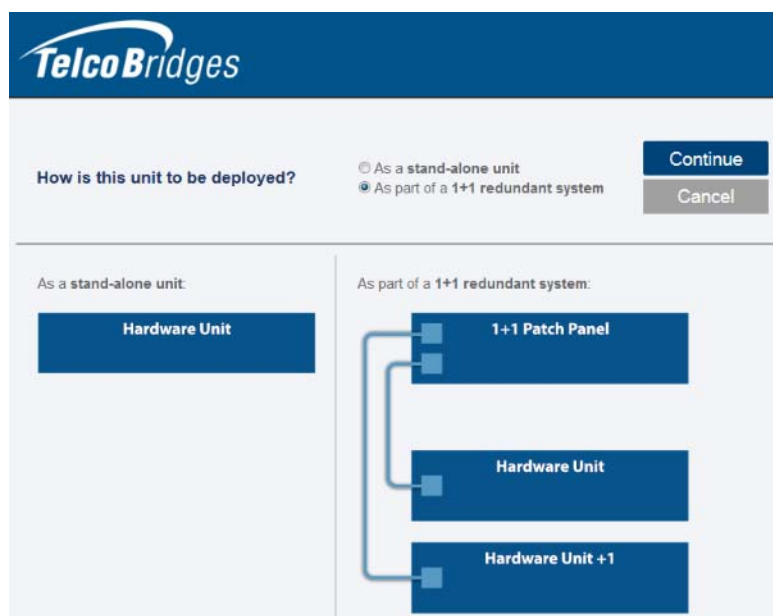 TelcoBridges
How is this unit to be deployed?
As a stand-alone unit
As part of a 1+1 redundant system
Continue
Cancel
As a stand-alone unit:
Hardware Unit
As part of a 1+1 redundant system:
1+1 Patch Panel
Hardware Unit
Hardware Unit +1